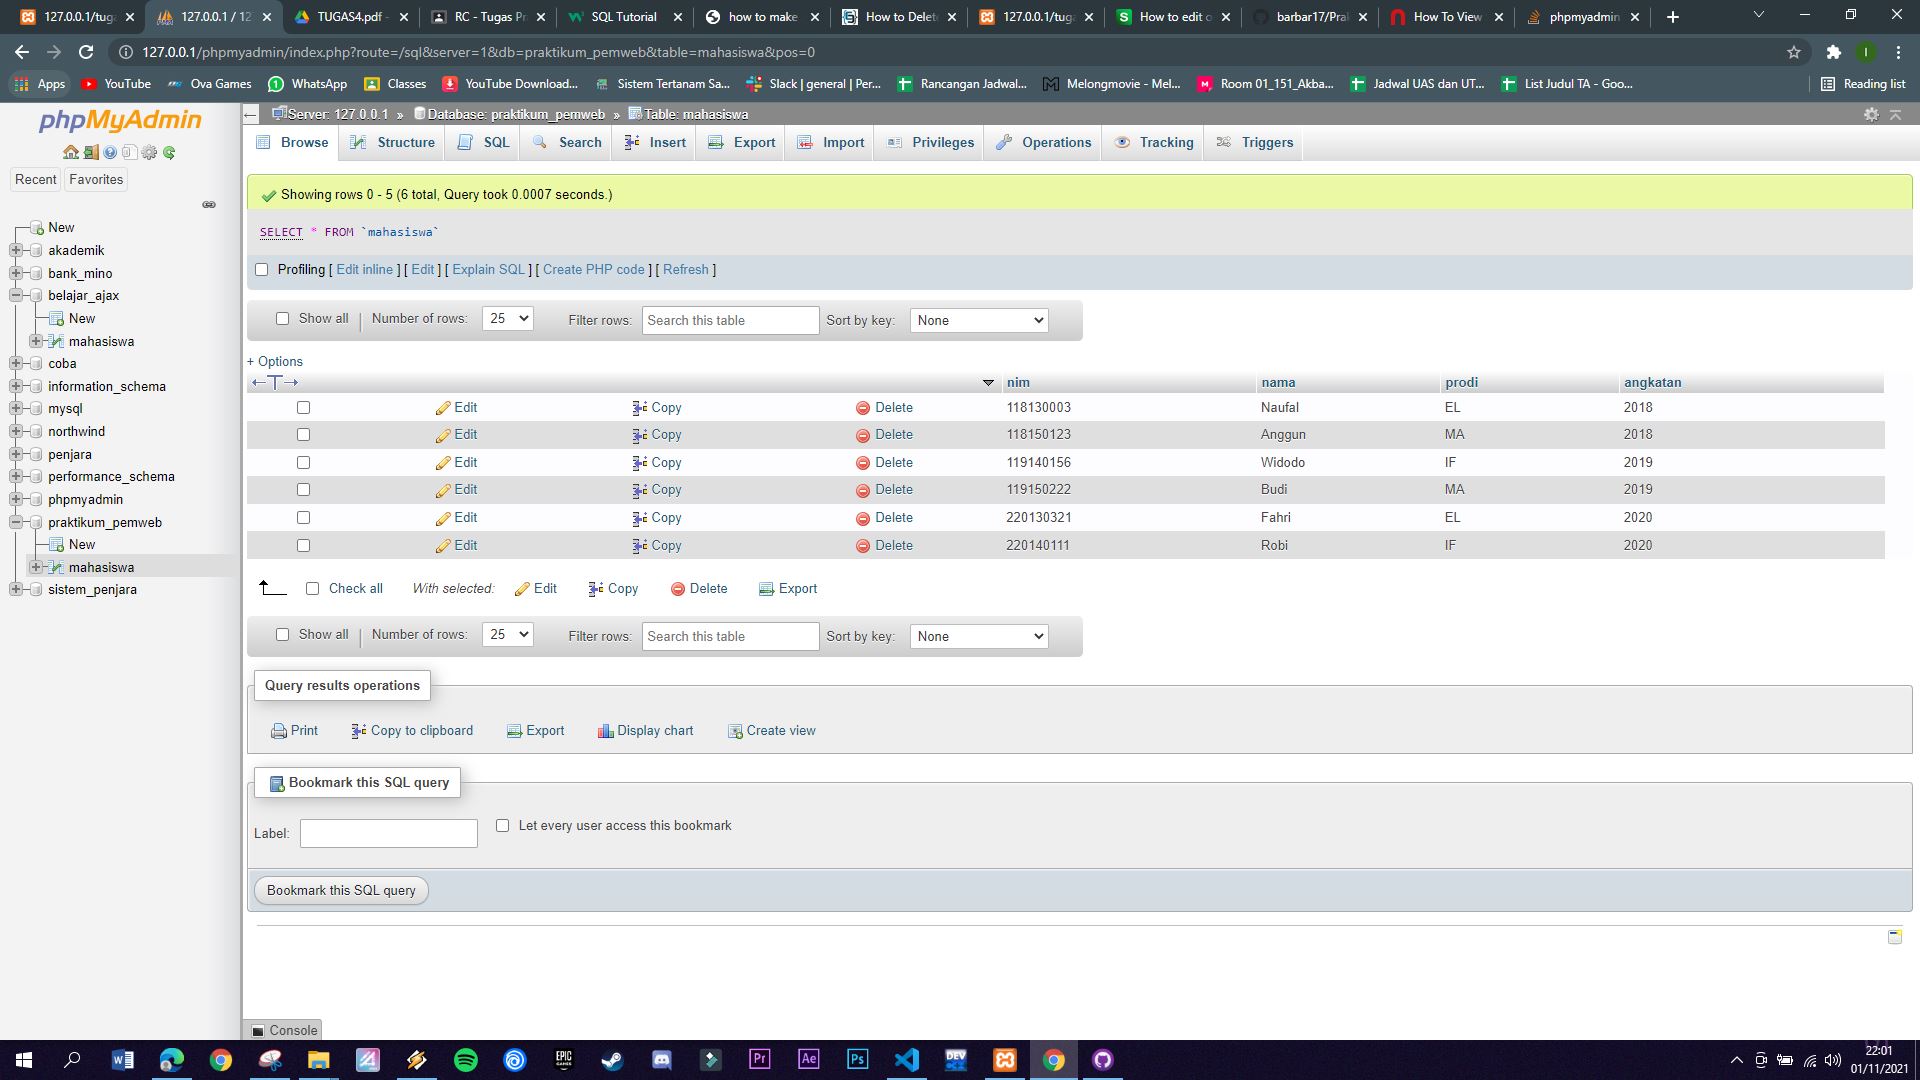 127.0.0.1/tuga
127.0.0.1 / 12
TUGAS4.pdf -
RC - Tugas Pr
SQL Tutorial
how to make
How to Delet
127.0.0.1/tuga
How to edit o
barbar17/Prak
How To View
phpmyadmin
127.0.0.1/phpmyadmin/index.php?route=/sql&server=1&db=praktikum_pemweb&table=mahasiswa&pos=0
I
Apps
YouTube
Ova Games
WhatsApp
Classes
YouTube Download...
Sistem Tertanam Sa...
Slack | general | Per...
Rancangan Jadwal...
Melongmovie - Mel...
Room 01_151_Akba...
Jadwal UAS dan UT...
List Judul TA - Goo...
Reading list
phpMyAdmin
Recent
Favorites
New
akademik
bank_mino
belajar_ajax
New
mahasiswa
coba
information_schema
mysql
northwind
penjara
performance_schema
phpmyadmin
praktikum_pemweb
New
mahasiswa
sistem_penjara
Server: 127.0.0.1 » Database: praktikum_pemweb » Table: mahasiswa
Browse
Structure
SQL
Search
Insert
Export
Import
Privileges
Operations
Tracking
Triggers
Showing rows 0 - 5 (6 total, Query took 0.0007 seconds.)
SELECT * FROM `mahasiswa`
Profiling [ Edit inline ] [ Edit ] [ Explain SQL ] [ Create PHP code ] [ Refresh ]
Show all | Number of rows: 25 Filter rows: Search this table Sort by key: None
+ Options
←T→ nim nama prodi angkatan
Edit Copy Delete 118130003 Naufal EL 2018
Edit Copy Delete 118150123 Anggun MA 2018
Edit Copy Delete 119140156 Widodo IF 2019
Edit Copy Delete 119150222 Budi MA 2019
Edit Copy Delete 220130321 Fahri EL 2020
Edit Copy Delete 220140111 Robi IF 2020
Check all With selected: Edit Copy Delete Export
Show all | Number of rows: 25 Filter rows: Search this table Sort by key: None
Query results operations
Print Copy to clipboard Export Display chart Create view
Bookmark this SQL query
Label: Let every user access this bookmark
Bookmark this SQL query
Console
EPIC GAMES
Pr
Ae
Ps
DEV
22:01
01/11/2021